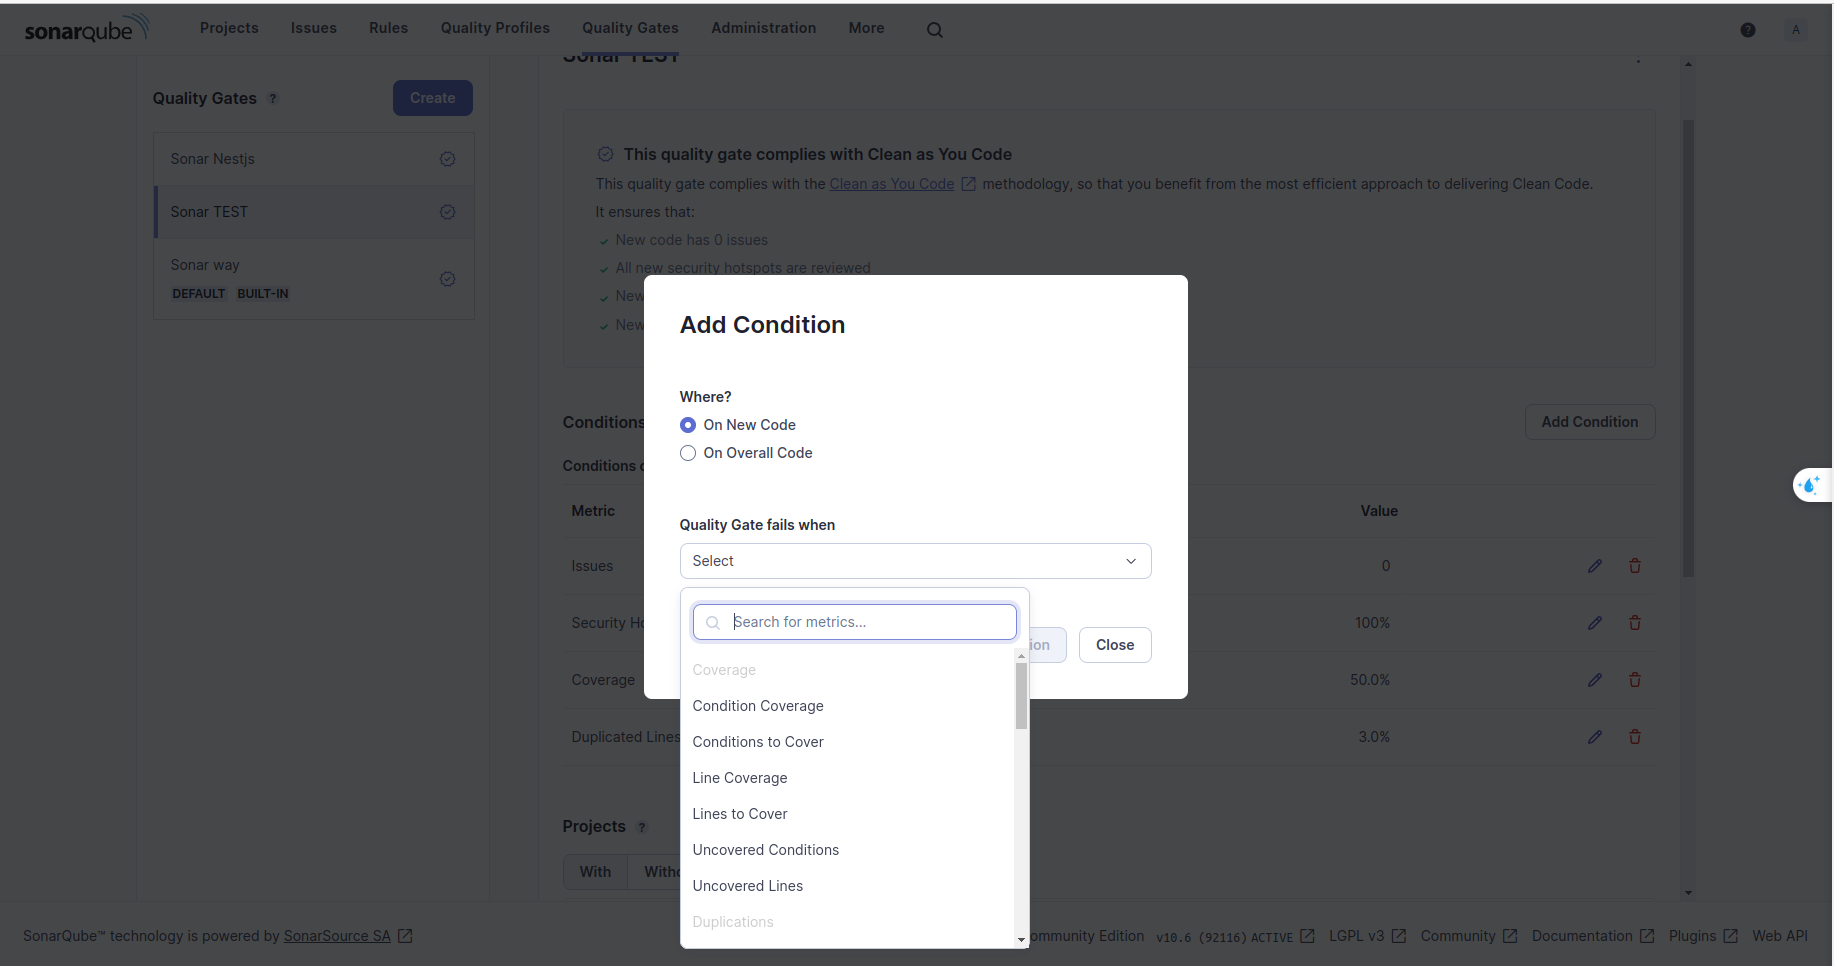 sonarqube Projects Issues Rules Quality Profiles Quality Gates Administration More ? A
Sonar TEST
Quality Gates ? Create
Sonar Nestjs
Sonar TEST
Sonar way
DEFAULT BUILT-IN
This quality gate complies with Clean as You Code
This quality gate complies with the Clean as You Code methodology, so that you benefit from the most efficient approach to delivering Clean Code.
It ensures that:
New code has 0 issues
All new security hotspots are reviewed
New
New
Conditions
Add Condition
Conditions
Metric Value
Issues 0
Security 100%
Coverage 50.0%
Duplicated Lines 3.0%
Projects ?
With
Add Condition
Where?
On New Code
On Overall Code
Quality Gate fails when
Select
Search for metrics...
Close
Coverage
Condition Coverage
Conditions to Cover
Line Coverage
Lines to Cover
Uncovered Conditions
Uncovered Lines
Duplications
SonarQube™ technology is powered by SonarSource SA
Edition v10.6 (92116) ACTIVE LGPL v3 Community Documentation Plugins Web API